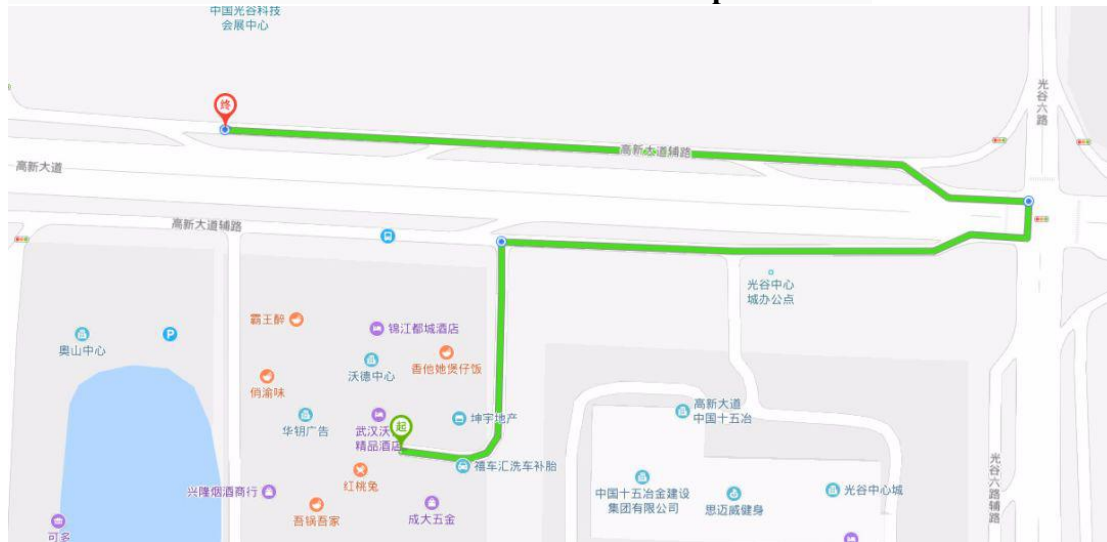 中国光谷科技
会展中心
终
光谷六路
高新大道辅路
高新大道
高新大道辅路
光谷中心
城办公点
霸王醉
锦江都城酒店
奥山中心
P
香他她煲仔饭
沃德中心
俏渝味
高新大道
中国十五冶
坤宇地产
华钥广告
武汉沃
精品酒店
起
禧车汇洗车补胎
红桃兔
兴隆烟酒商行
中国十五冶金建设
集团有限公司
思迈威健身
光谷中心城
光谷六路辅路
吾锅吾家
成大五金
可多